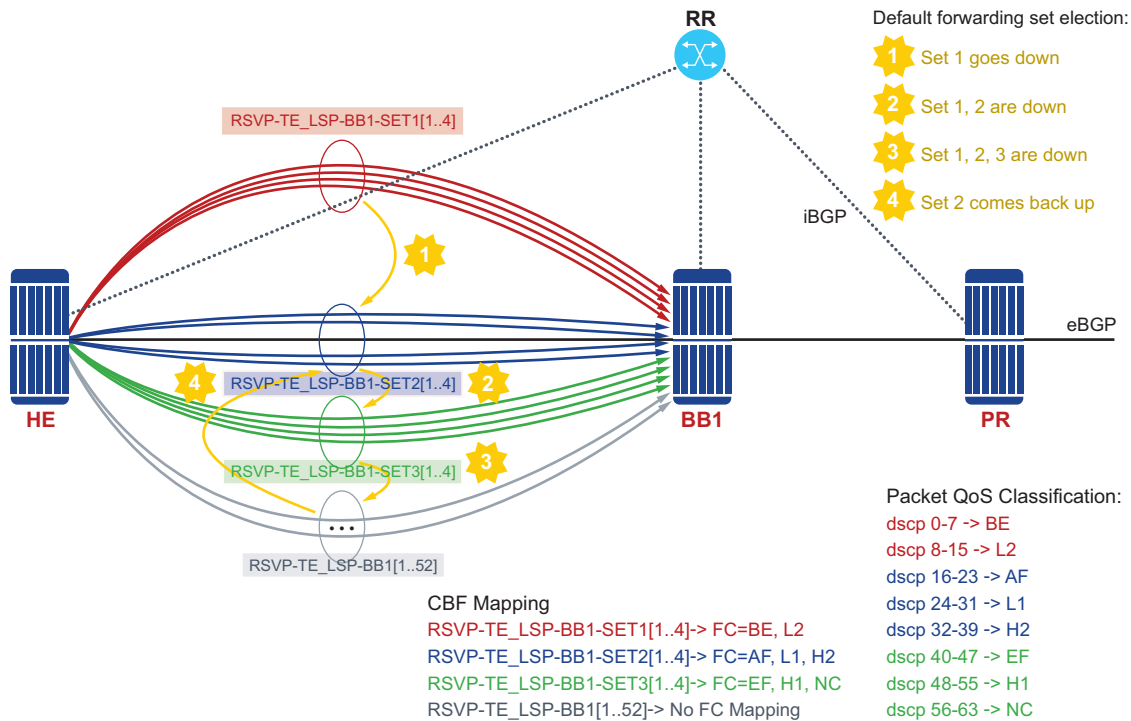 RR
Default forwarding set election:
1 Set 1 goes down
2 Set 1, 2 are down
3 Set 1, 2, 3 are down
4 Set 2 comes back up
RSVP-TE_LSP-BB1-SET1[1..4]
iBGP
1
eBGP
4
RSVP-TE_LSP-BB1-SET2[1..4]
2
HE
BB1
PR
RSVP-TE_LSP-BB1-SET3[1..4]
3
...
RSVP-TE_LSP-BB1[1..52]
CBF Mapping
RSVP-TE_LSP-BB1-SET1[1..4]-> FC=BE, L2
RSVP-TE_LSP-BB1-SET2[1..4]-> FC=AF, L1, H2
RSVP-TE_LSP-BB1-SET3[1..4]-> FC=EF, H1, NC
RSVP-TE_LSP-BB1[1..52]-> No FC Mapping
Packet QoS Classification:
dscp 0-7 -> BE
dscp 8-15 -> L2
dscp 16-23 -> AF
dscp 24-31 -> L1
dscp 32-39 -> H2
dscp 40-47 -> EF
dscp 48-55 -> H1
dscp 56-63 -> NC